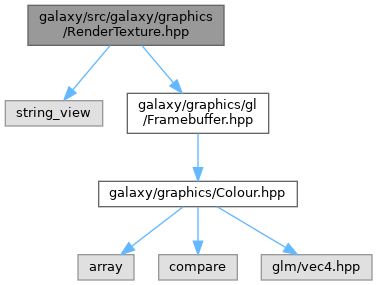 galaxy/src/galaxy/graphics
/RenderTexture.hpp
string_view
galaxy/graphics/gl
/Framebuffer.hpp
galaxy/graphics/Colour.hpp
array
compare
glm/vec4.hpp